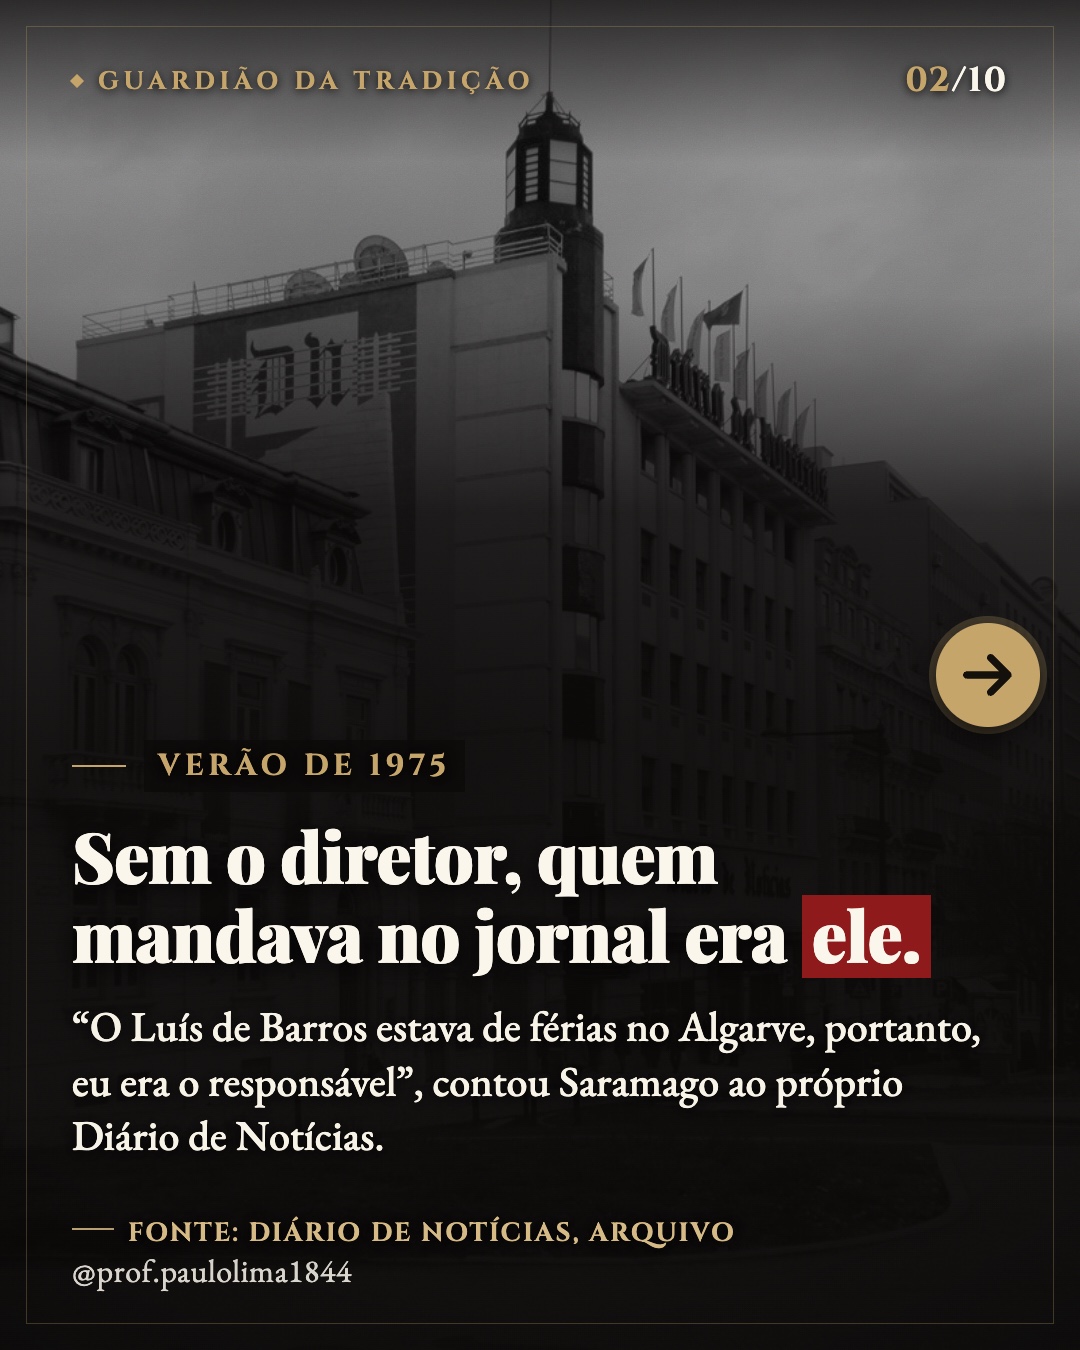 GUARDIÃO DA TRADIÇÃO
02/10
dn
VERÃO DE 1975
Sem o diretor, quem
mandava no jornal era ele.
“O Luís de Barros estava de férias no Algarve, portanto,
eu era o responsável”, contou Saramago ao próprio
Diário de Notícias.
FONTE: DIÁRIO DE NOTÍCIAS, ARQUIVO
@prof.paulolima1844